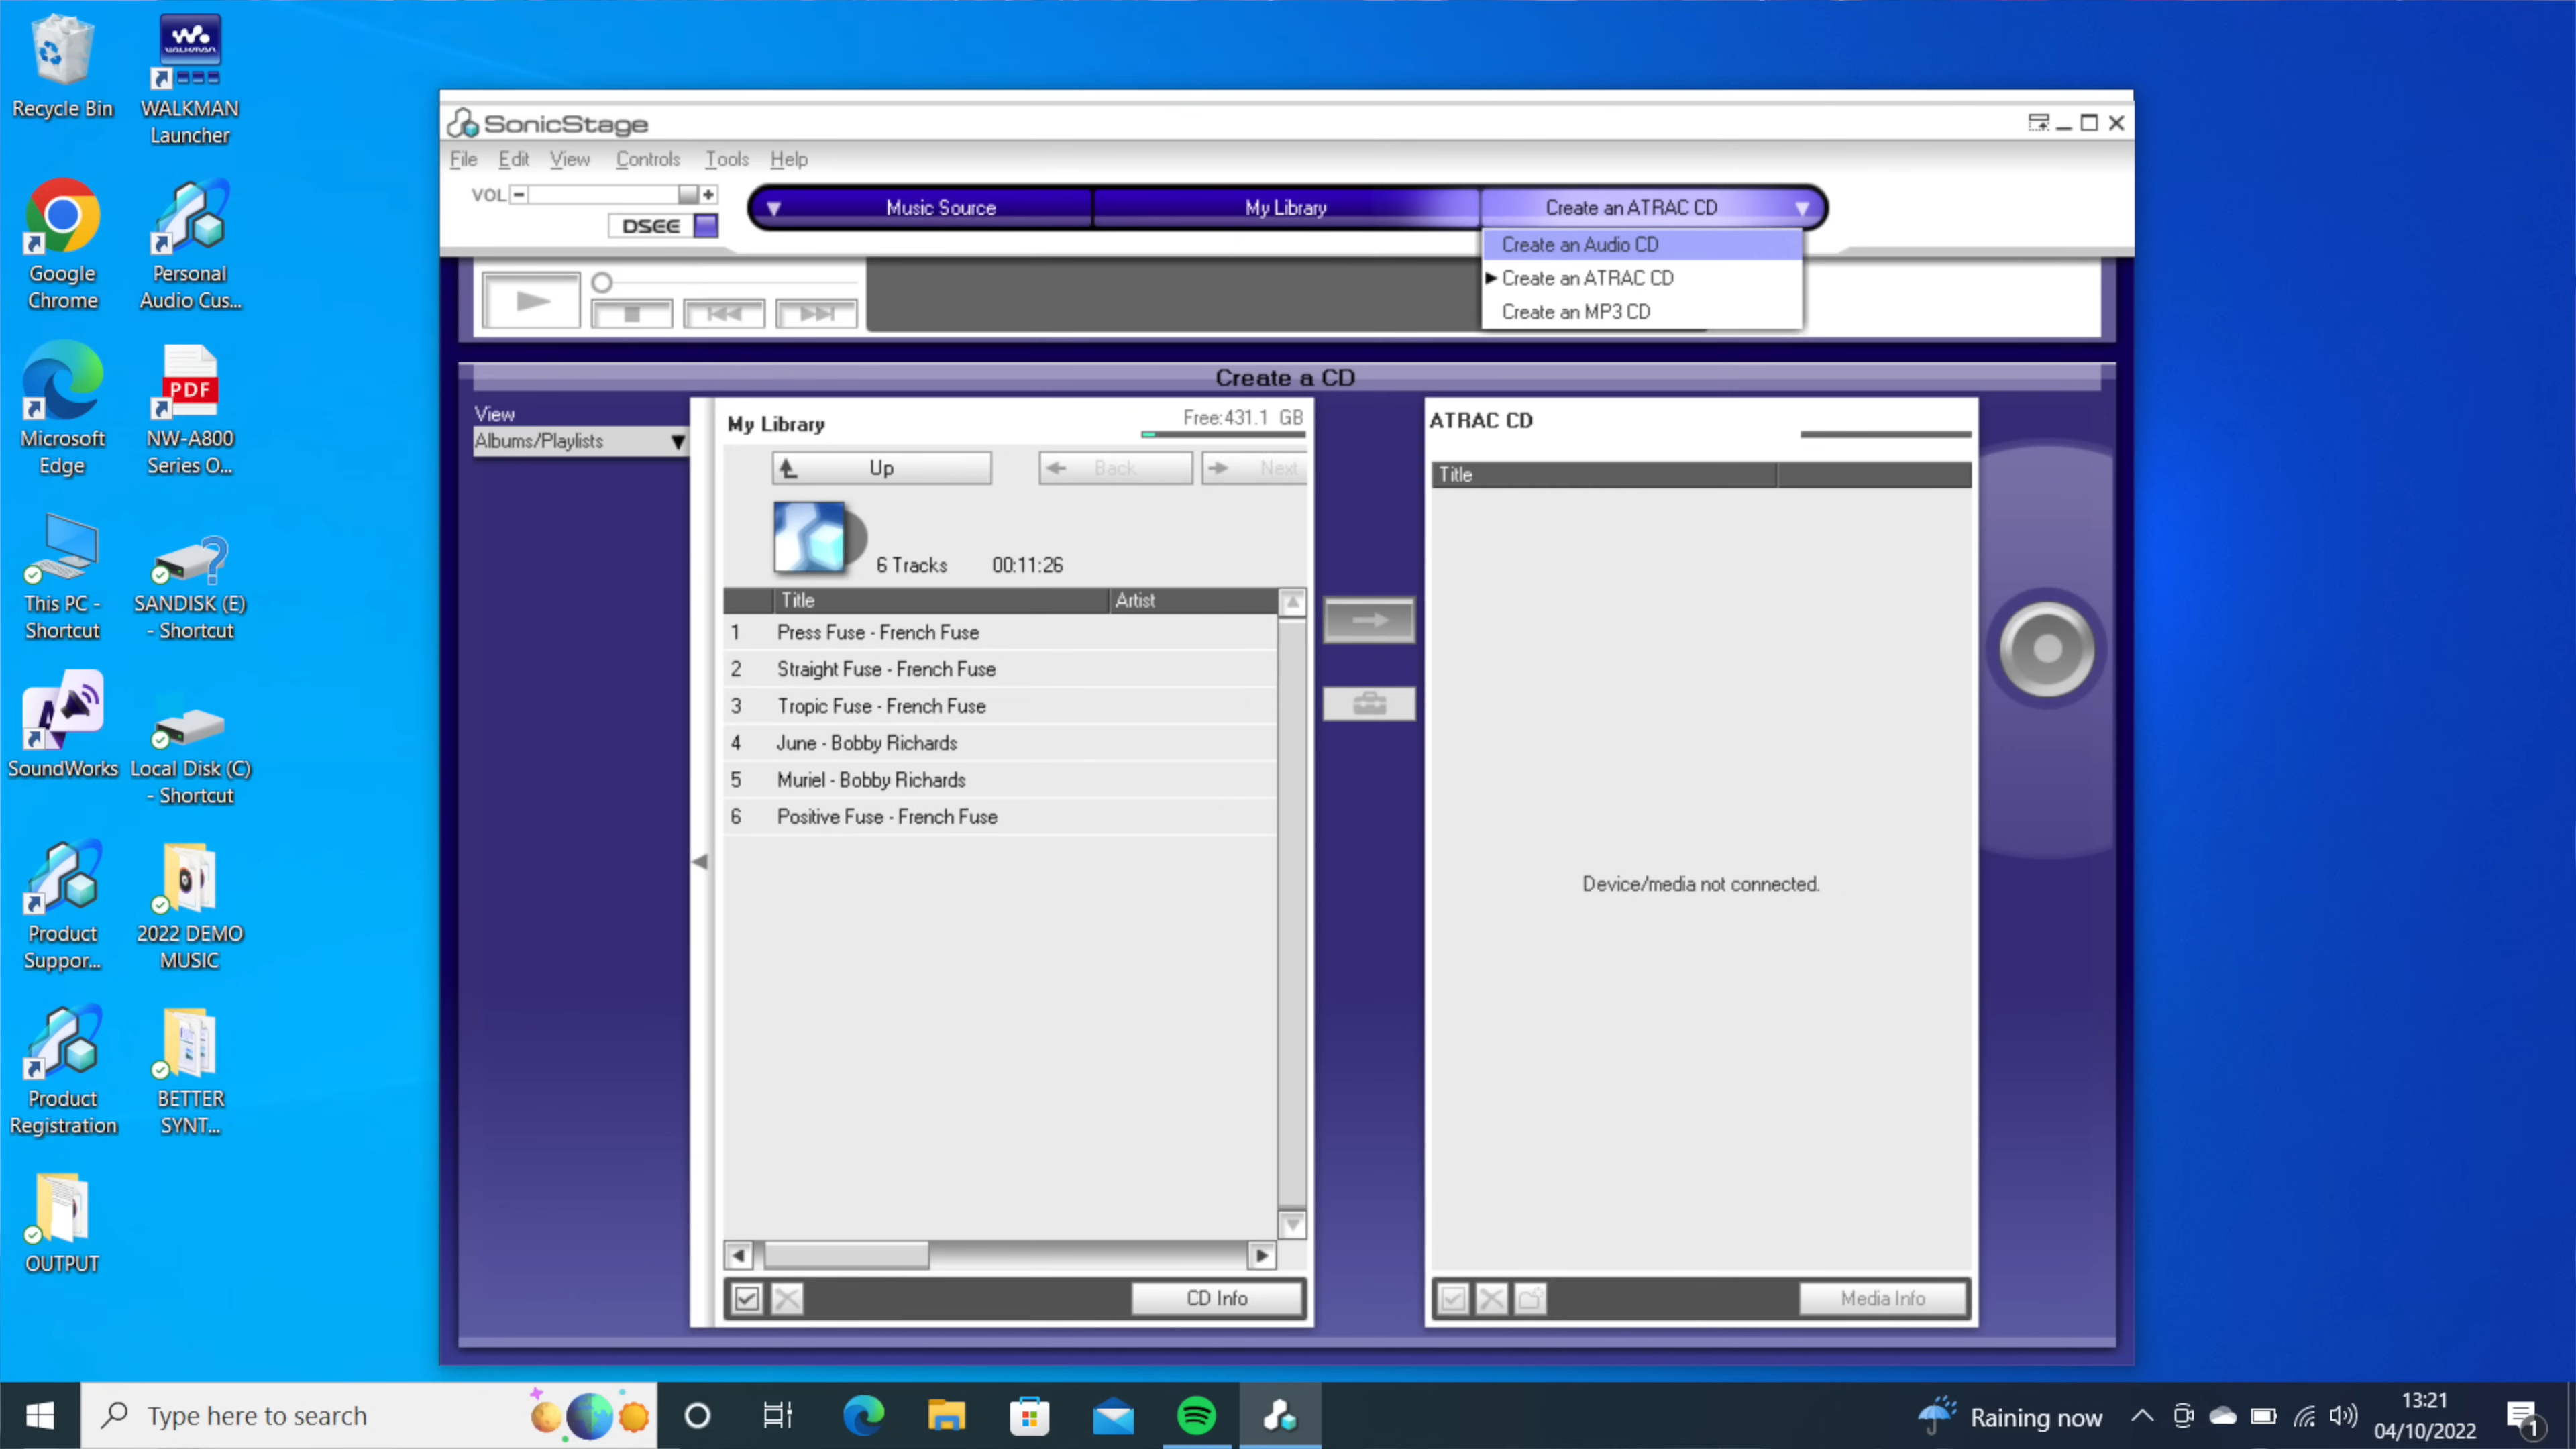 Recycle Bin
WALKMAN
Launcher
Google
Chrome
Personal
Audio Cus...
Microsoft
Edge
PDF
NW-A800
Series O...
This PC -
Shortcut
SANDISK (E)
- Shortcut
SoundWorks
Local Disk (C)
- Shortcut
Product
Suppor...
2022 DEMO
MUSIC
Product
Registration
BETTER
SYNT...
OUTPUT
SonicStage
File Edit View Controls Tools Help
VOL - +
DSEE
Music Source
My Library
Create an ATRAC CD
Create an Audio CD
Create an ATRAC CD
Create an MP3 CD
Create a CD
View
Albums/Playlists
My Library
Free:431.1 GB
Up
Back
Next
6 Tracks 00:11:26
Title Artist
1 Press Fuse - French Fuse
2 Straight Fuse - French Fuse
3 Tropic Fuse - French Fuse
4 June - Bobby Richards
5 Muriel - Bobby Richards
6 Positive Fuse - French Fuse
CD Info
ATRAC CD
Title
Device/media not connected.
Media Info
Type here to search
Raining now
13:21
04/10/2022
1